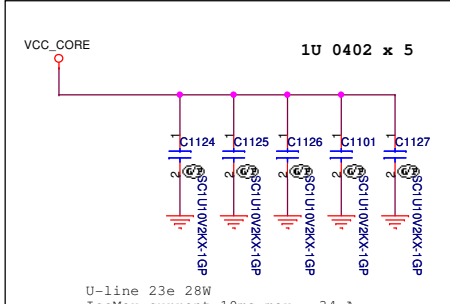 VCC_CORE
1U 0402 x 5
1
C1124
2
G/P
SC1U10V2KX-1GP
1
C1125
2
G/P
SC1U10V2KX-1GP
1
C1126
2
G/P
SC1U10V2KX-1GP
1
C1101
2
G/P
SC1U10V2KX-1GP
1
C1127
2
G/P
SC1U10V2KX-1GP
U-line 23e 28W